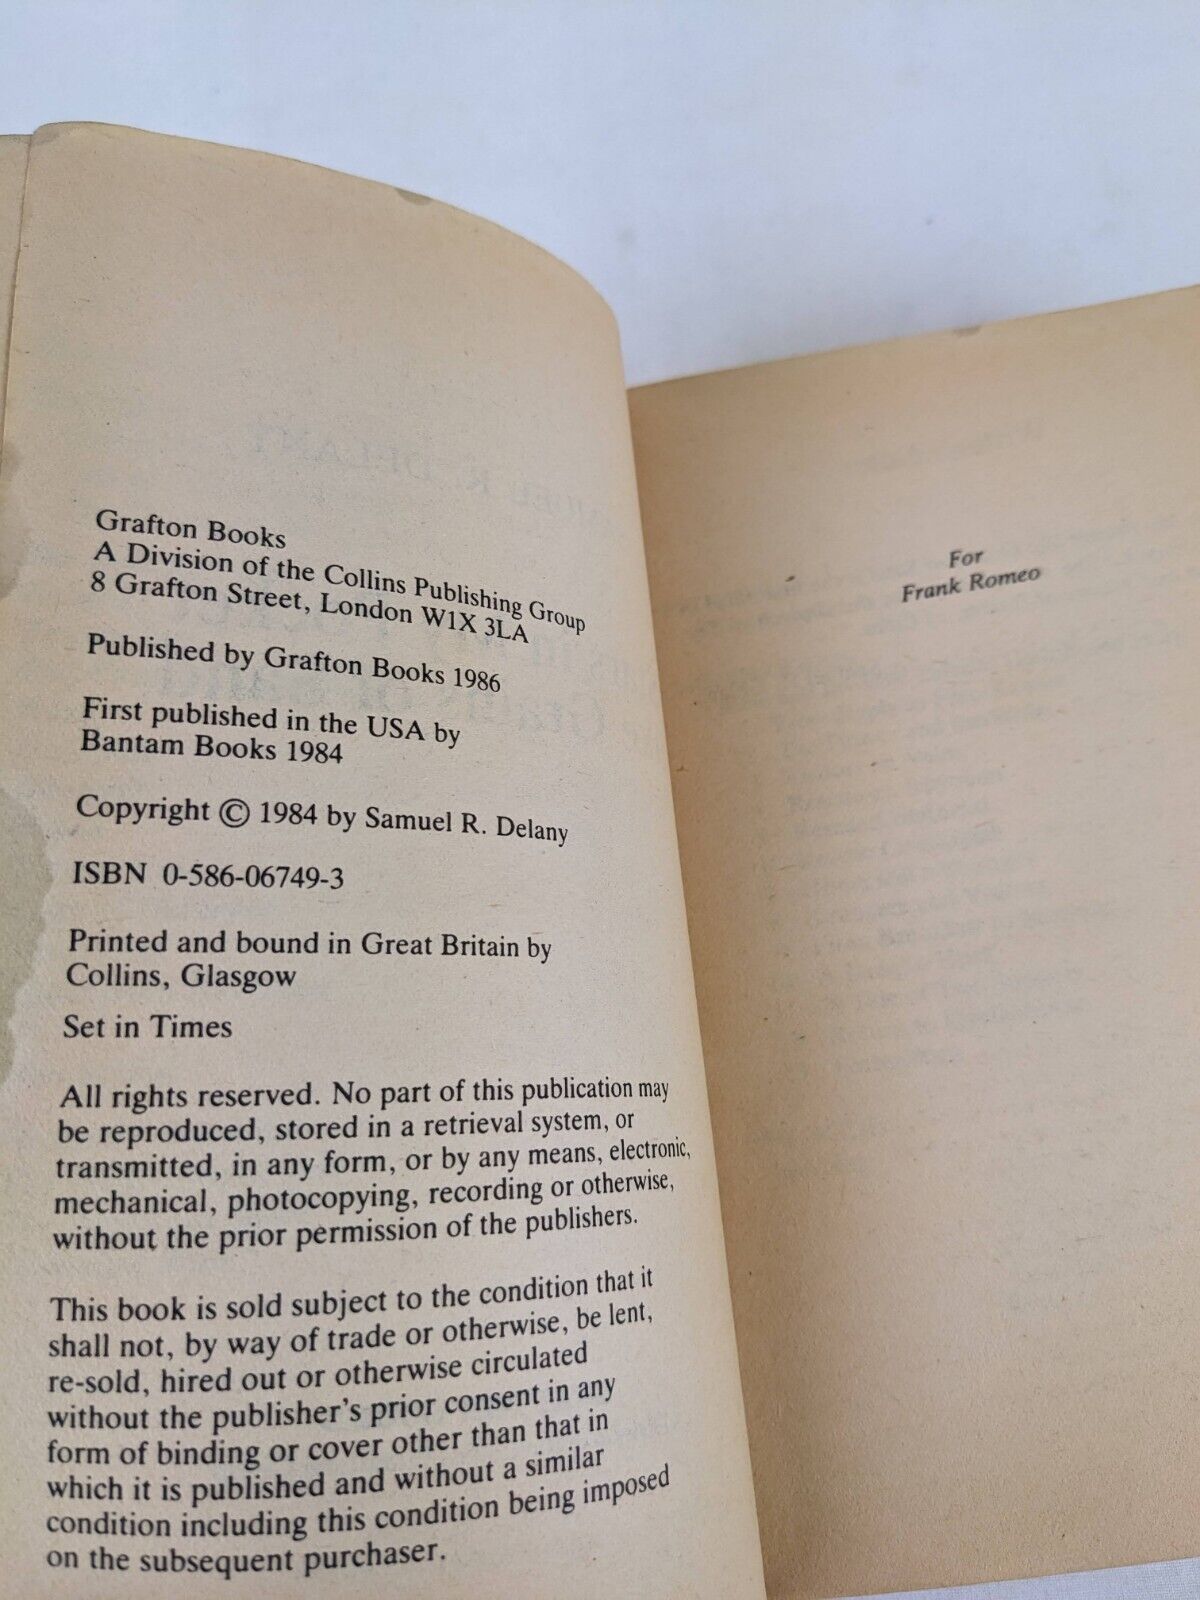 Grafton Books
A Division of the Collins Publishing Group
8 Grafton Street, London W1X 3LA
Published by Grafton Books 1986
First published in the USA by
Bantam Books 1984
Copyright © 1984 by Samuel R. Delany
ISBN 0-586-06749-3
Printed and bound in Great Britain by
Collins, Glasgow
Set in Times
All rights reserved. No part of this publication may
be reproduced, stored in a retrieval system, or
transmitted, in any form, or by any means, electronic,
mechanical, photocopying, recording or otherwise,
without the prior permission of the publishers.
This book is sold subject to the condition that it
shall not, by way of trade or otherwise, be lent,
re-sold, hired out or otherwise circulated
without the publisher's prior consent in any
form of binding or cover other than that in
which it is published and without a similar
condition including this condition being imposed
on the subsequent purchaser.
For
Frank Romeo